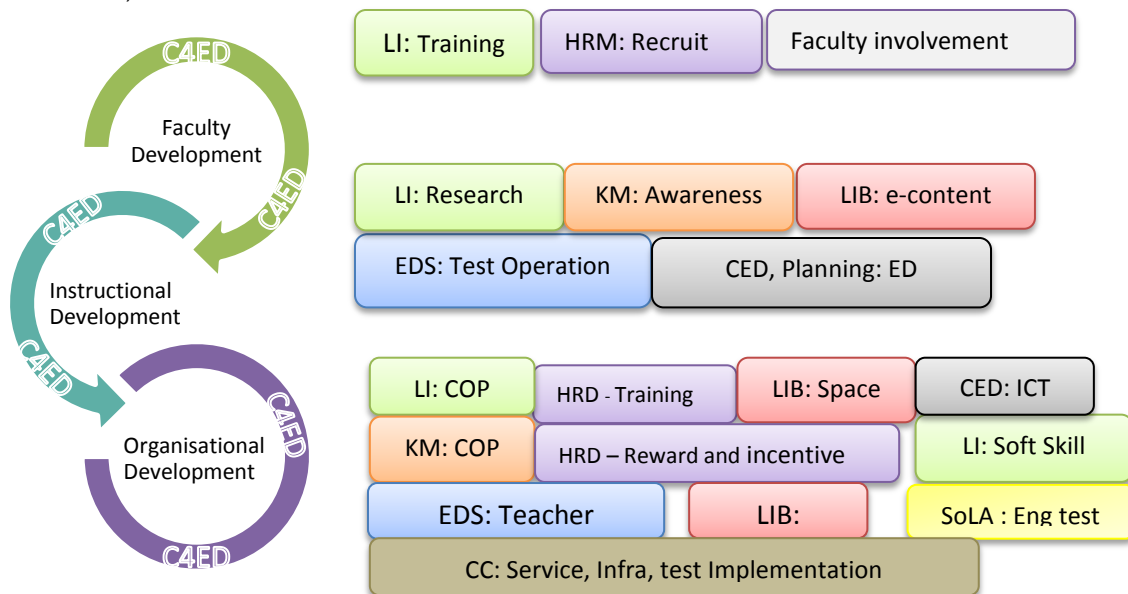 C4ED
LI: Training
HRM: Recruit
Faculty involvement
Faculty
Development
C4ED
LI: Research
KM: Awareness
LIB: e-content
C4ED
EDS: Test Operation
CED, Planning: ED
Instructional
Development
C4ED
LI: COP
HRD - Training
LIB: Space
CED: ICT
C4ED
Organisational
Development
KM: COP
HRD – Reward and incentive
LI: Soft Skill
EDS: Teacher
LIB:
SoLA : Eng test
C4ED
CC: Service, Infra, test Implementation